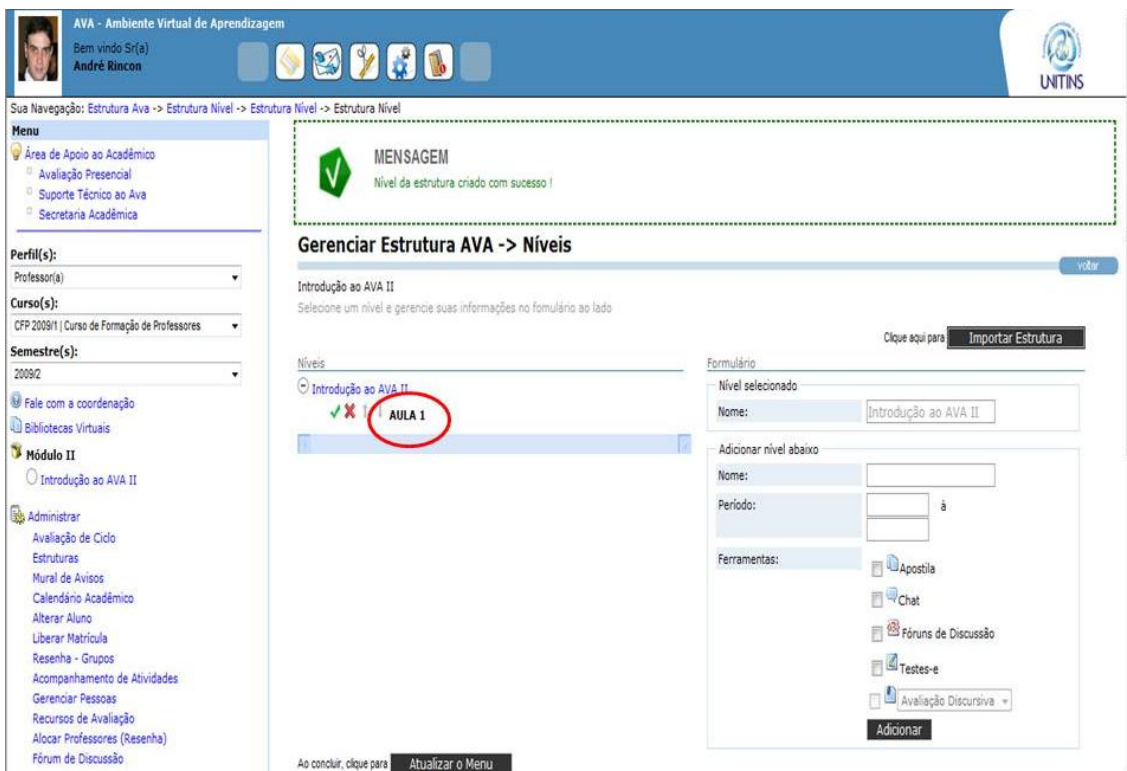 AVA - Ambiente Virtual de Aprendizagem
Bem vindo Sr(a)
André Rincon
UNITINS
Sua Navegação: Estrutura Ava -> Estrutura Nível -> Estrutura Nível -> Estrutura Nível
Menu
Área de Apoio ao Acadêmico
Avaliação Presencial
Suporte Técnico ao Ava
Secretaria Acadêmica
Perfil(s):
Professor(a)
Curso(s):
CFP 2009/1 | Curso de Formação de Professores
Semestre(s):
2009/2
Fale com a coordenação
Bibliotecas Virtuais
Módulo II
Introdução ao AVA II
Administrar
Avaliação de Ciclo
Estruturas
Mural de Avisos
Calendário Acadêmico
Alterar Aluno
Liberar Matrícula
Resenha - Grupos
Acompanhamento de Atividades
Gerenciar Pessoas
Recursos de Avaliação
Alocar Professores (Resenha)
Fórum de Discussão
MENSAGEM
Nível da estrutura criado com sucesso !
Gerenciar Estrutura AVA -> Níveis
voltar
Introdução ao AVA II
Selecione um nível e gerencie suas informações no fomulário ao lado
Clique aqui para Importar Estrutura
Níveis
Introdução ao AVA II
AULA 1
Formulário
Nível selecionado
Nome: Introdução ao AVA II
Adicionar nível abaixo
Nome:
Período: à
Ferramentas:
Apostila
Chat
Fóruns de Discussão
Testes-e
Avaliação Discursiva
Adicionar
Ao concluir, clique para Atualizar o Menu